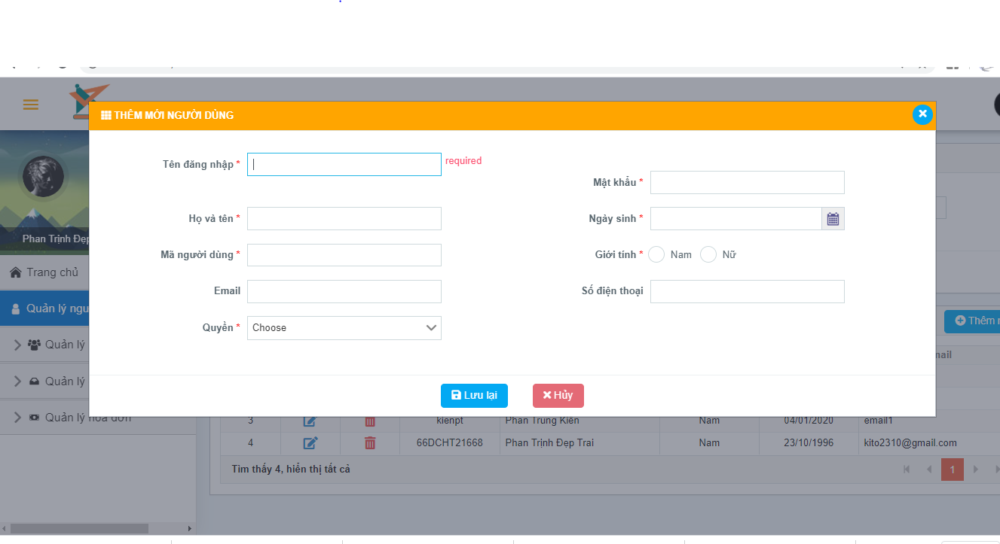 THÊM MỚI NGƯỜI DÙNG
Tên đăng nhập * required
Mật khẩu *
Họ và tên *
Ngày sinh *
Mã người dùng *
Giới tính * Nam Nữ
Email
Số điện thoại
Quyền * Choose
Lưu lại Hủy
Phan Trịnh Đẹp
Trang chủ
Quản lý
Quản lý
Quản lý
Quản lý hóa đơn
Thêm
3 kienpt Phan Trung Kiên Nam 04/01/2020 email1
4 66DCHT21668 Phan Trịnh Đẹp Trai Nam 23/10/1996 kito2310@gmail.com
Tìm thấy 4, hiển thị tất cả
1